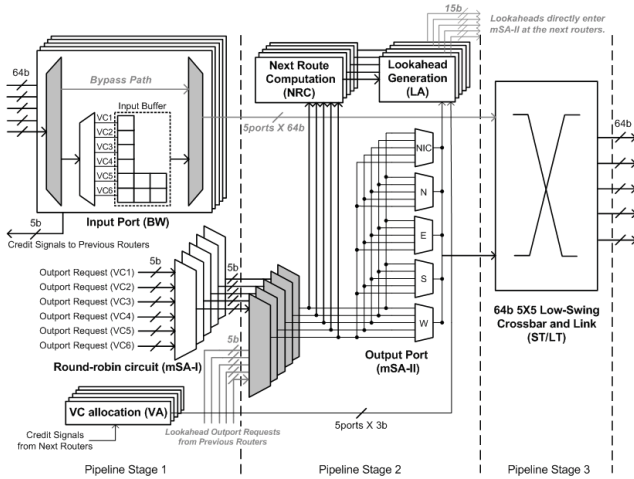 15b
Lookaheads directly enter
mSA-II at the next routers.
64b
Bypass Path
Input Buffer
VC1
VC2
VC3
VC4
VC5
VC6
Input Port (BW)
5b
Credit Signals to Previous Routers
Next Route
Computation
(NRC)
Lookahead
Generation
(LA)
5ports X 64b
NIC
N
E
S
W
Output Port
(mSA-II)
64b
64b 5X5 Low-Swing
Crossbar and Link
(ST/LT)
5b
5b
Outport Request (VC1)
Outport Request (VC2)
Outport Request (VC3)
Outport Request (VC4)
Outport Request (VC5)
Outport Request (VC6)
Round-robin circuit (mSA-I)
5b
VC allocation (VA)
Credit Signals
from Next Routers
Lookahead Outport Requests
from Previous Routers
5ports X 3b
Pipeline Stage 1
Pipeline Stage 2
Pipeline Stage 3